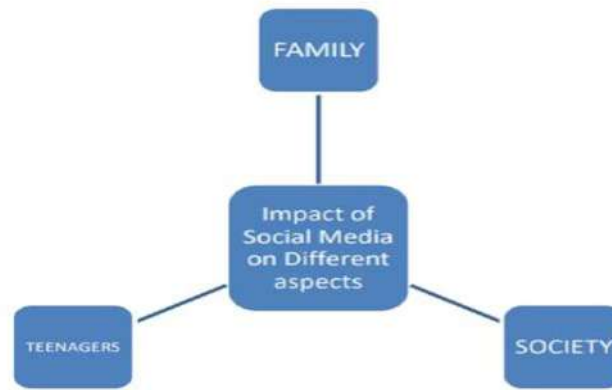 FAMILY
Impact of
Social Media
on Different
aspects
TEENAGERS
SOCIETY